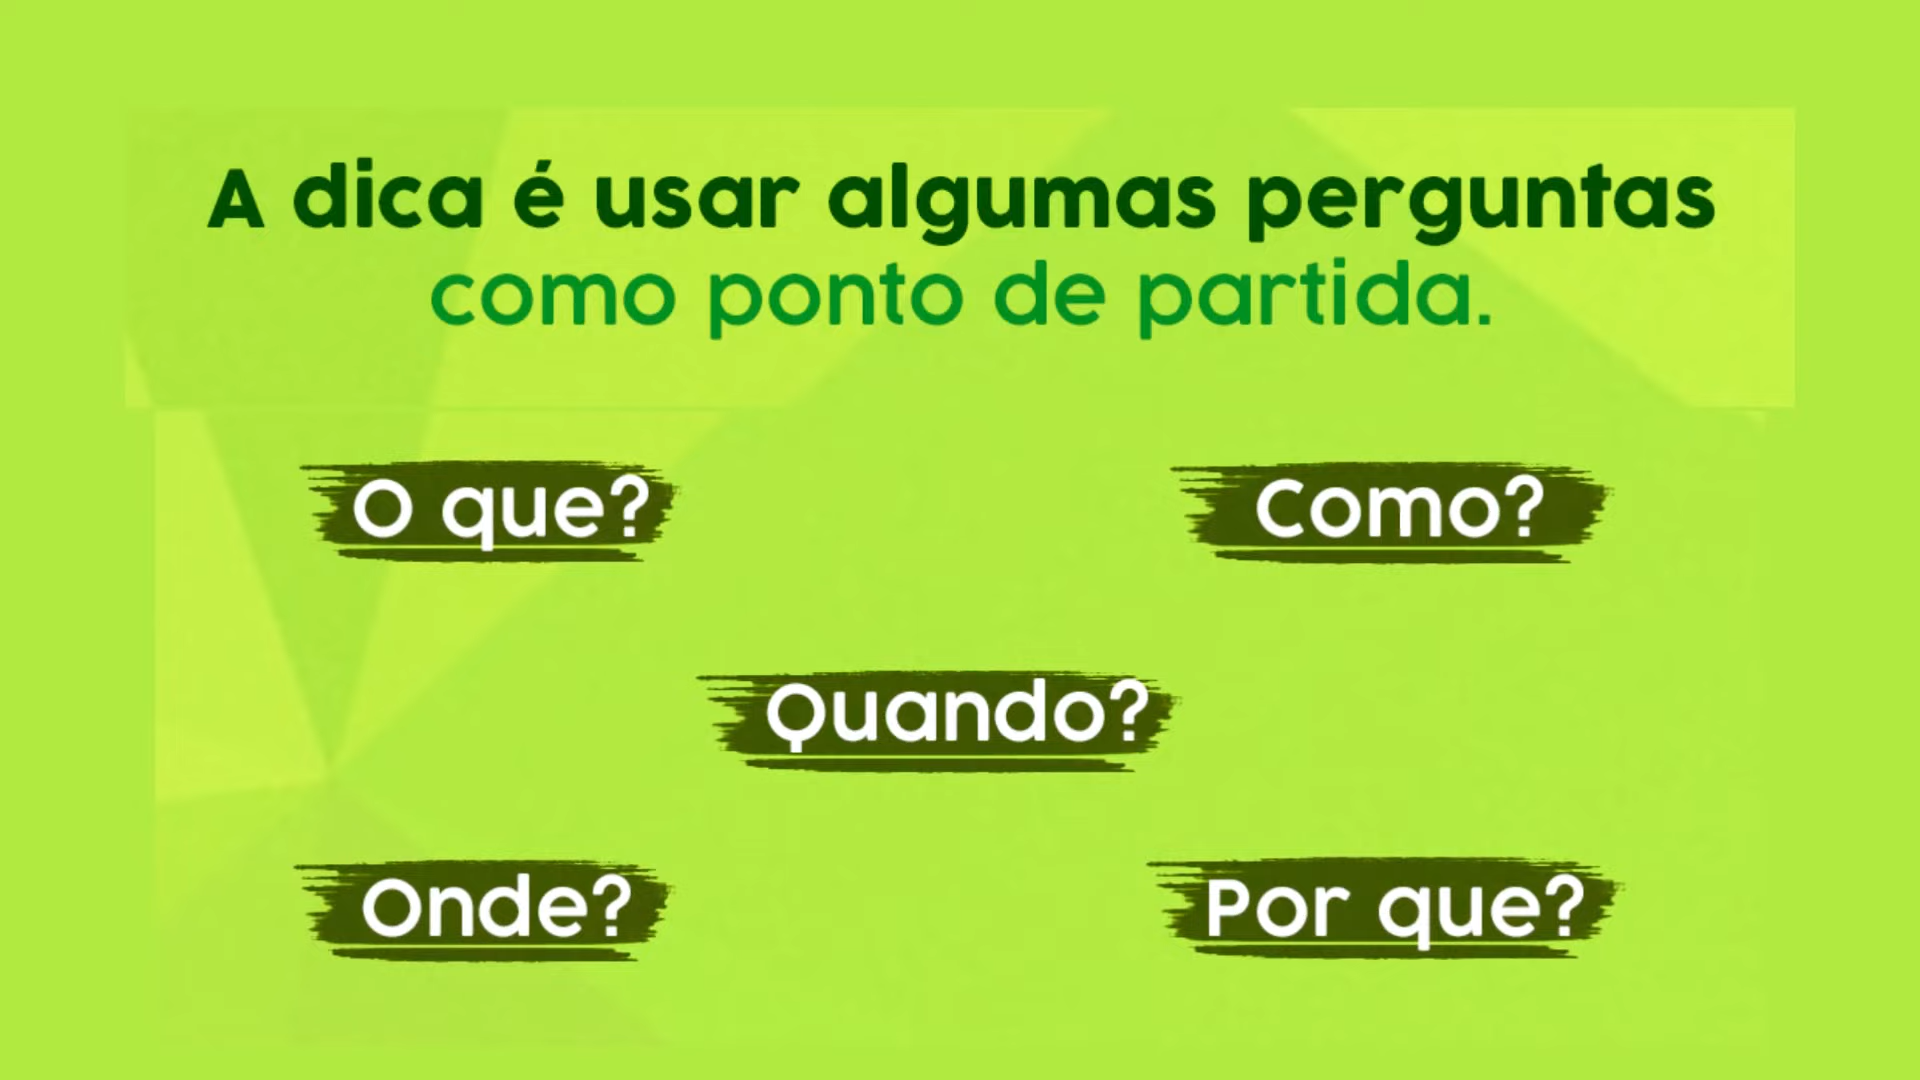 A dica é usar algumas perguntas
como ponto de partida.
O que?
Como?
Quando?
Onde?
Por que?